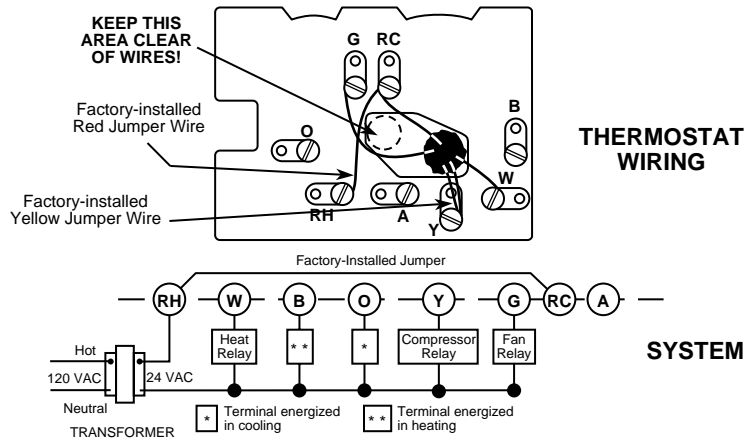 KEEP THIS
AREA CLEAR
OF WIRES!
G RC
Factory-installed
Red Jumper Wire
O
B
THERMOSTAT
WIRING
W
Factory-installed
Yellow Jumper Wire
RH
A
Y
Factory-Installed Jumper
RH W B O Y G RC A
Heat
Relay
* *
*
Compressor
Relay
Fan
Relay
SYSTEM
Hot
120 VAC
24 VAC
Neutral
TRANSFORMER
* Terminal energized
in cooling
* * Terminal energized
in heating